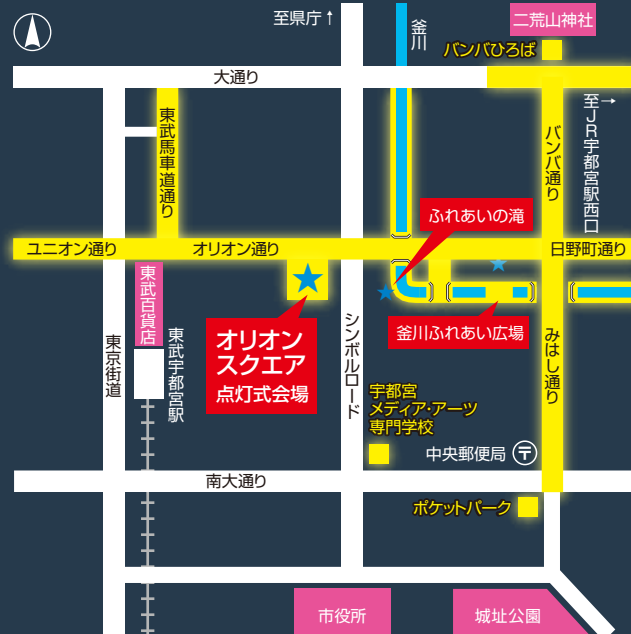 至県庁↑
釜川
二荒山神社
バンバひろば
大通り
東武馬車道通り
バンバ通り
至JR宇都宮駅西口→
ふれあいの滝
ユニオン通り
オリオン通り
日野町通り
東武百貨店
オリオン
スクエア
点灯式会場
釜川ふれあい広場
シンボルロード
東京街道
東武宇都宮駅
みはし通り
宇都宮
メディア・アーツ
専門学校
中央郵便局
〒
南大通り
ポケットパーク
市役所
城址公園